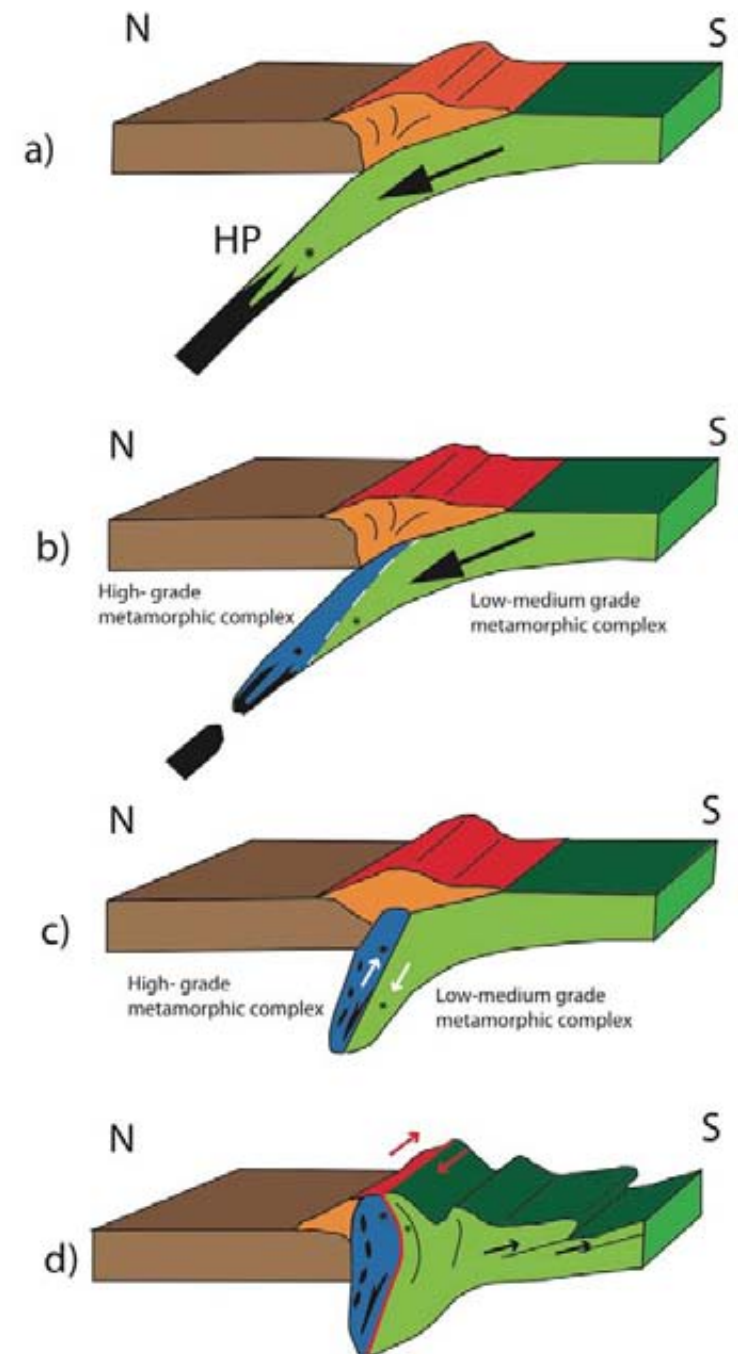 N
S
a)
HP
N
S
b)
High- grade
metamorphic complex
Low-medium grade
metamorphic complex
N
S
c)
High- grade
metamorphic complex
Low-medium grade
metamorphic complex
N
S
d)